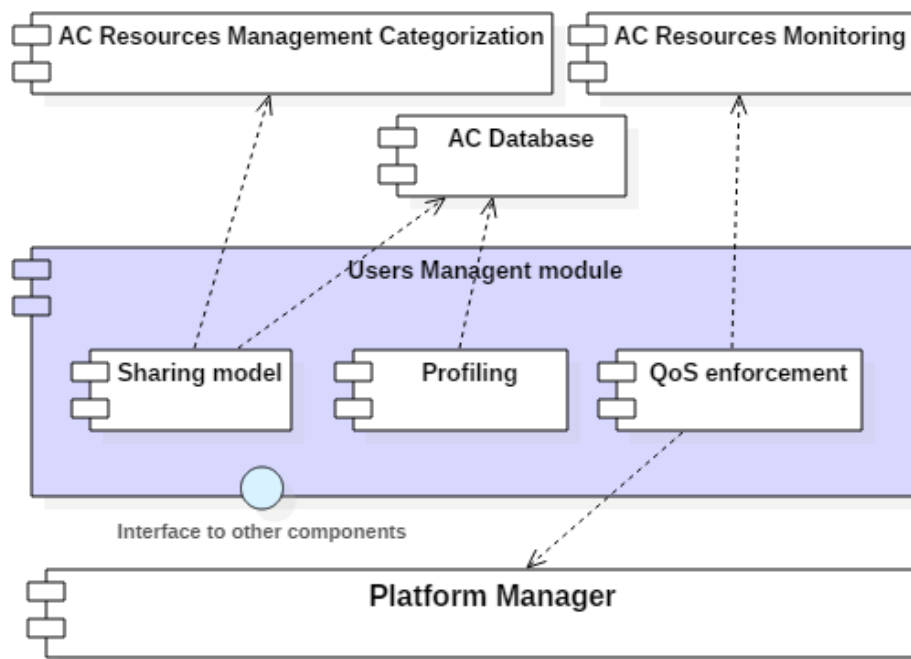 AC Resources Management Categorization
AC Resources Monitoring
AC Database
Users Managent module
Sharing model
Profiling
QoS enforcement
Interface to other components
Platform Manager